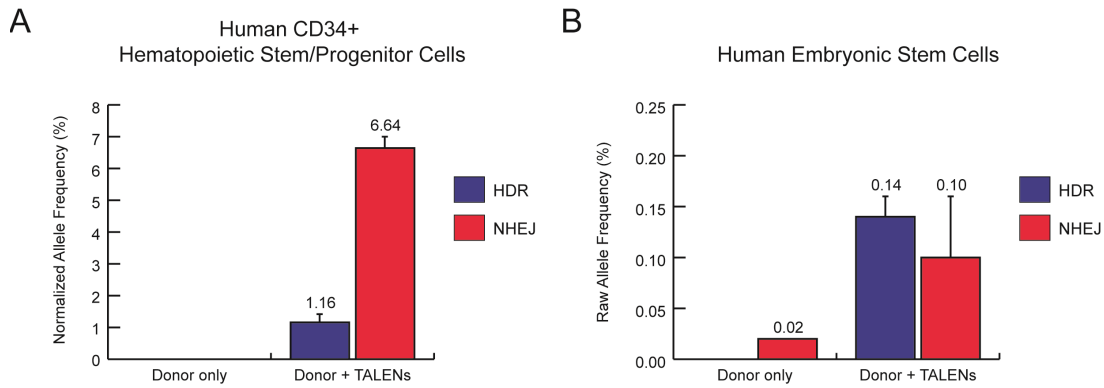 A
Human CD34+
Hematopoietic Stem/Progenitor Cells
Normalized Allele Frequency (%)
8
7
6
5
4
3
2
1
0
1.16
6.64
Donor only
Donor + TALENs
HDR
NHEJ
B
Human Embryonic Stem Cells
Raw Allele Frequency (%)
0.25
0.20
0.15
0.10
0.05
0.00
0.02
0.14
0.10
Donor only
Donor + TALENs
HDR
NHEJ